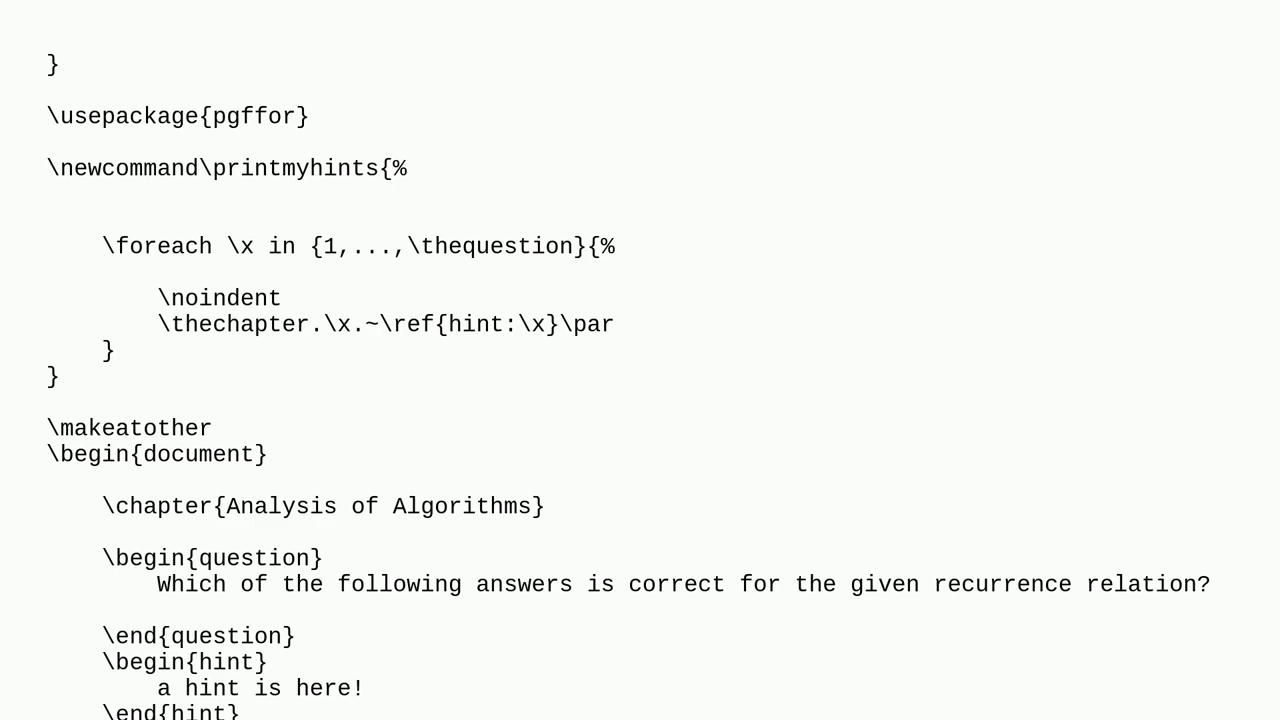 }
\usepackage{pgffor}
\newcommand\printmyhints{%
    \foreach \x in {1,...,\thequestion}{%
        \noindent
        \thechapter.\x.~\ref{hint:\x}\par
    }
}
\makeatother
\begin{document}
    \chapter{Analysis of Algorithms}
    \begin{question}
        Which of the following answers is correct for the given recurrence relation?
    \end{question}
    \begin{hint}
        a hint is here!
    \end{hint}